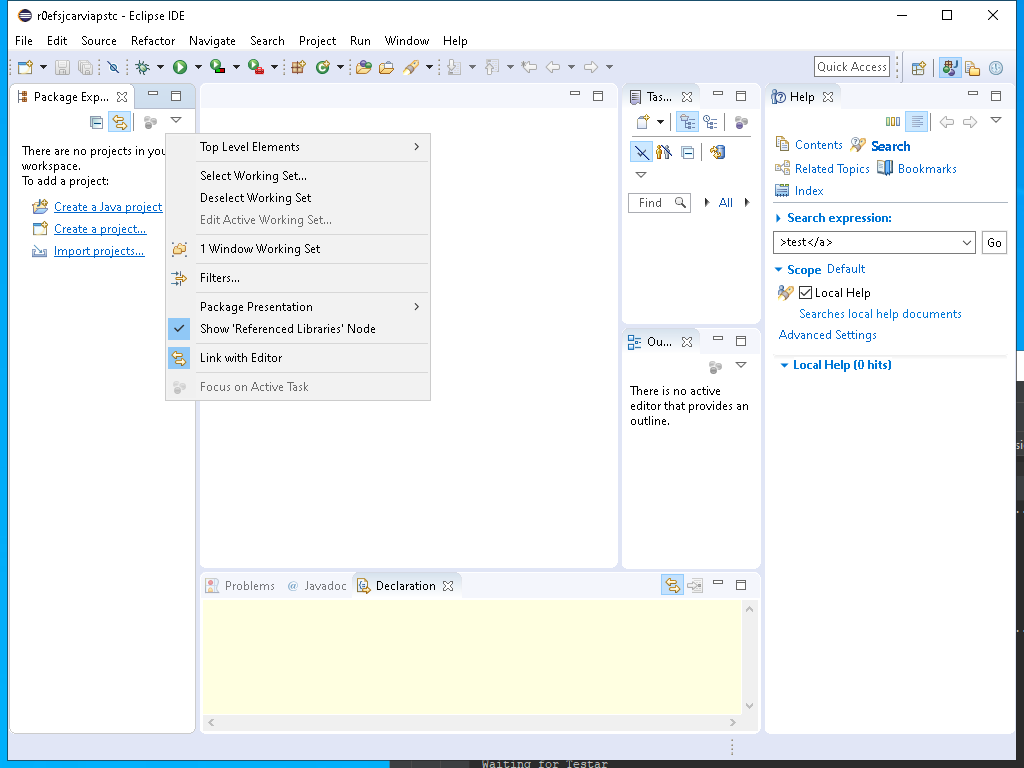 r0efsjcarviapstc - Eclipse IDE
File Edit Source Refactor Navigate Search Project Run Window Help
Quick Access
Package Exp...
There are no projects in you
workspace.
To add a project:
Create a Java project
Create a project...
Import projects...
Top Level Elements
Select Working Set...
Deselect Working Set
Edit Active Working Set...
1 Window Working Set
Filters...
Package Presentation
Show 'Referenced Libraries' Node
Link with Editor
Focus on Active Task
Tas...
Find
All
Ou...
There is no active
editor that provides an
outline.
Help
Contents Search
Related Topics Bookmarks
Index
Search expression:
>test</a> Go
Scope Default
Local Help
Searches local help documents
Advanced Settings
Local Help (0 hits)
Problems @ Javadoc Declaration
Waiting for Testar